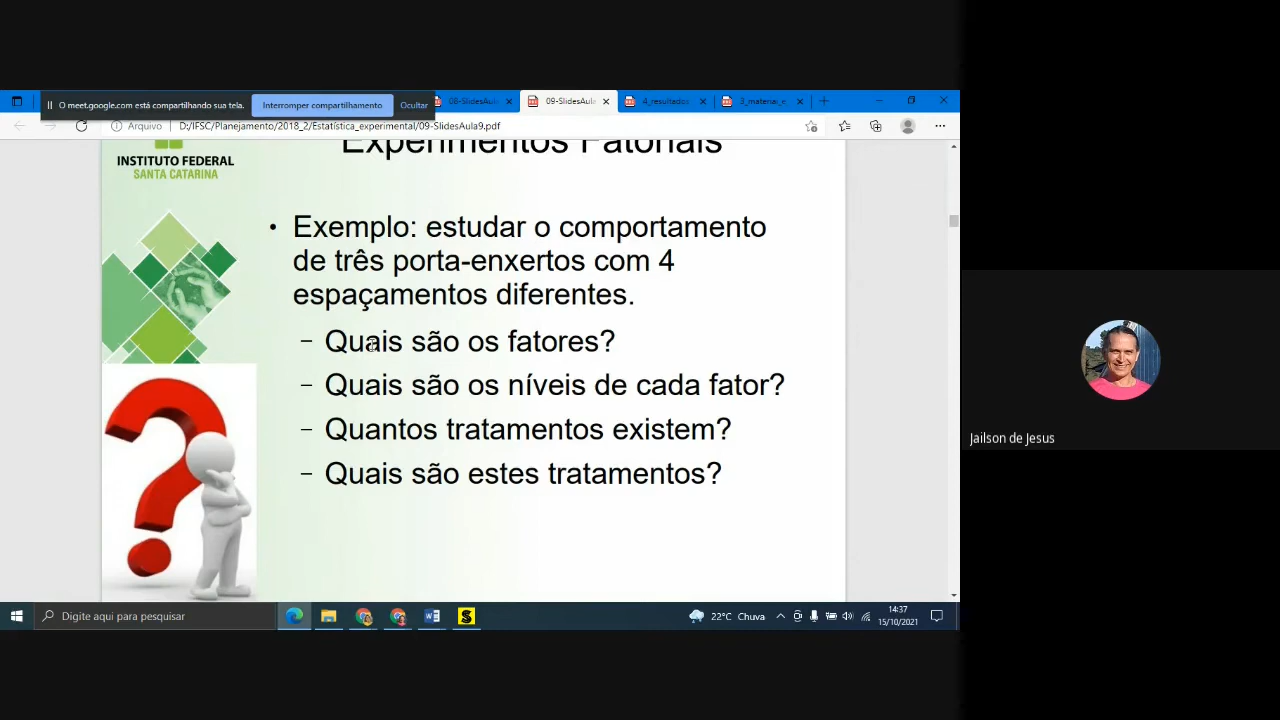 O meet.google.com está compartilhando sua tela.
Interromper compartilhamento
Ocultar
08-SlidesAula
09-SlidesAula
4_resultados
Arquivo
D:/IFSC/Planejamento/2018_2/Estatística_experimental/09-SlidesAula9.pdf
Experimentos Fatoriais
INSTITUTO FEDERAL
SANTA CATARINA
• Exemplo: estudar o comportamento
de três porta-enxertos com 4
espaçamentos diferentes.
– Quais são os fatores?
– Quais são os níveis de cada fator?
– Quantos tratamentos existem?
– Quais são estes tratamentos?
Jailson de Jesus
Digite aqui para pesquisar
22°C Chuva
14:37
15/10/2021